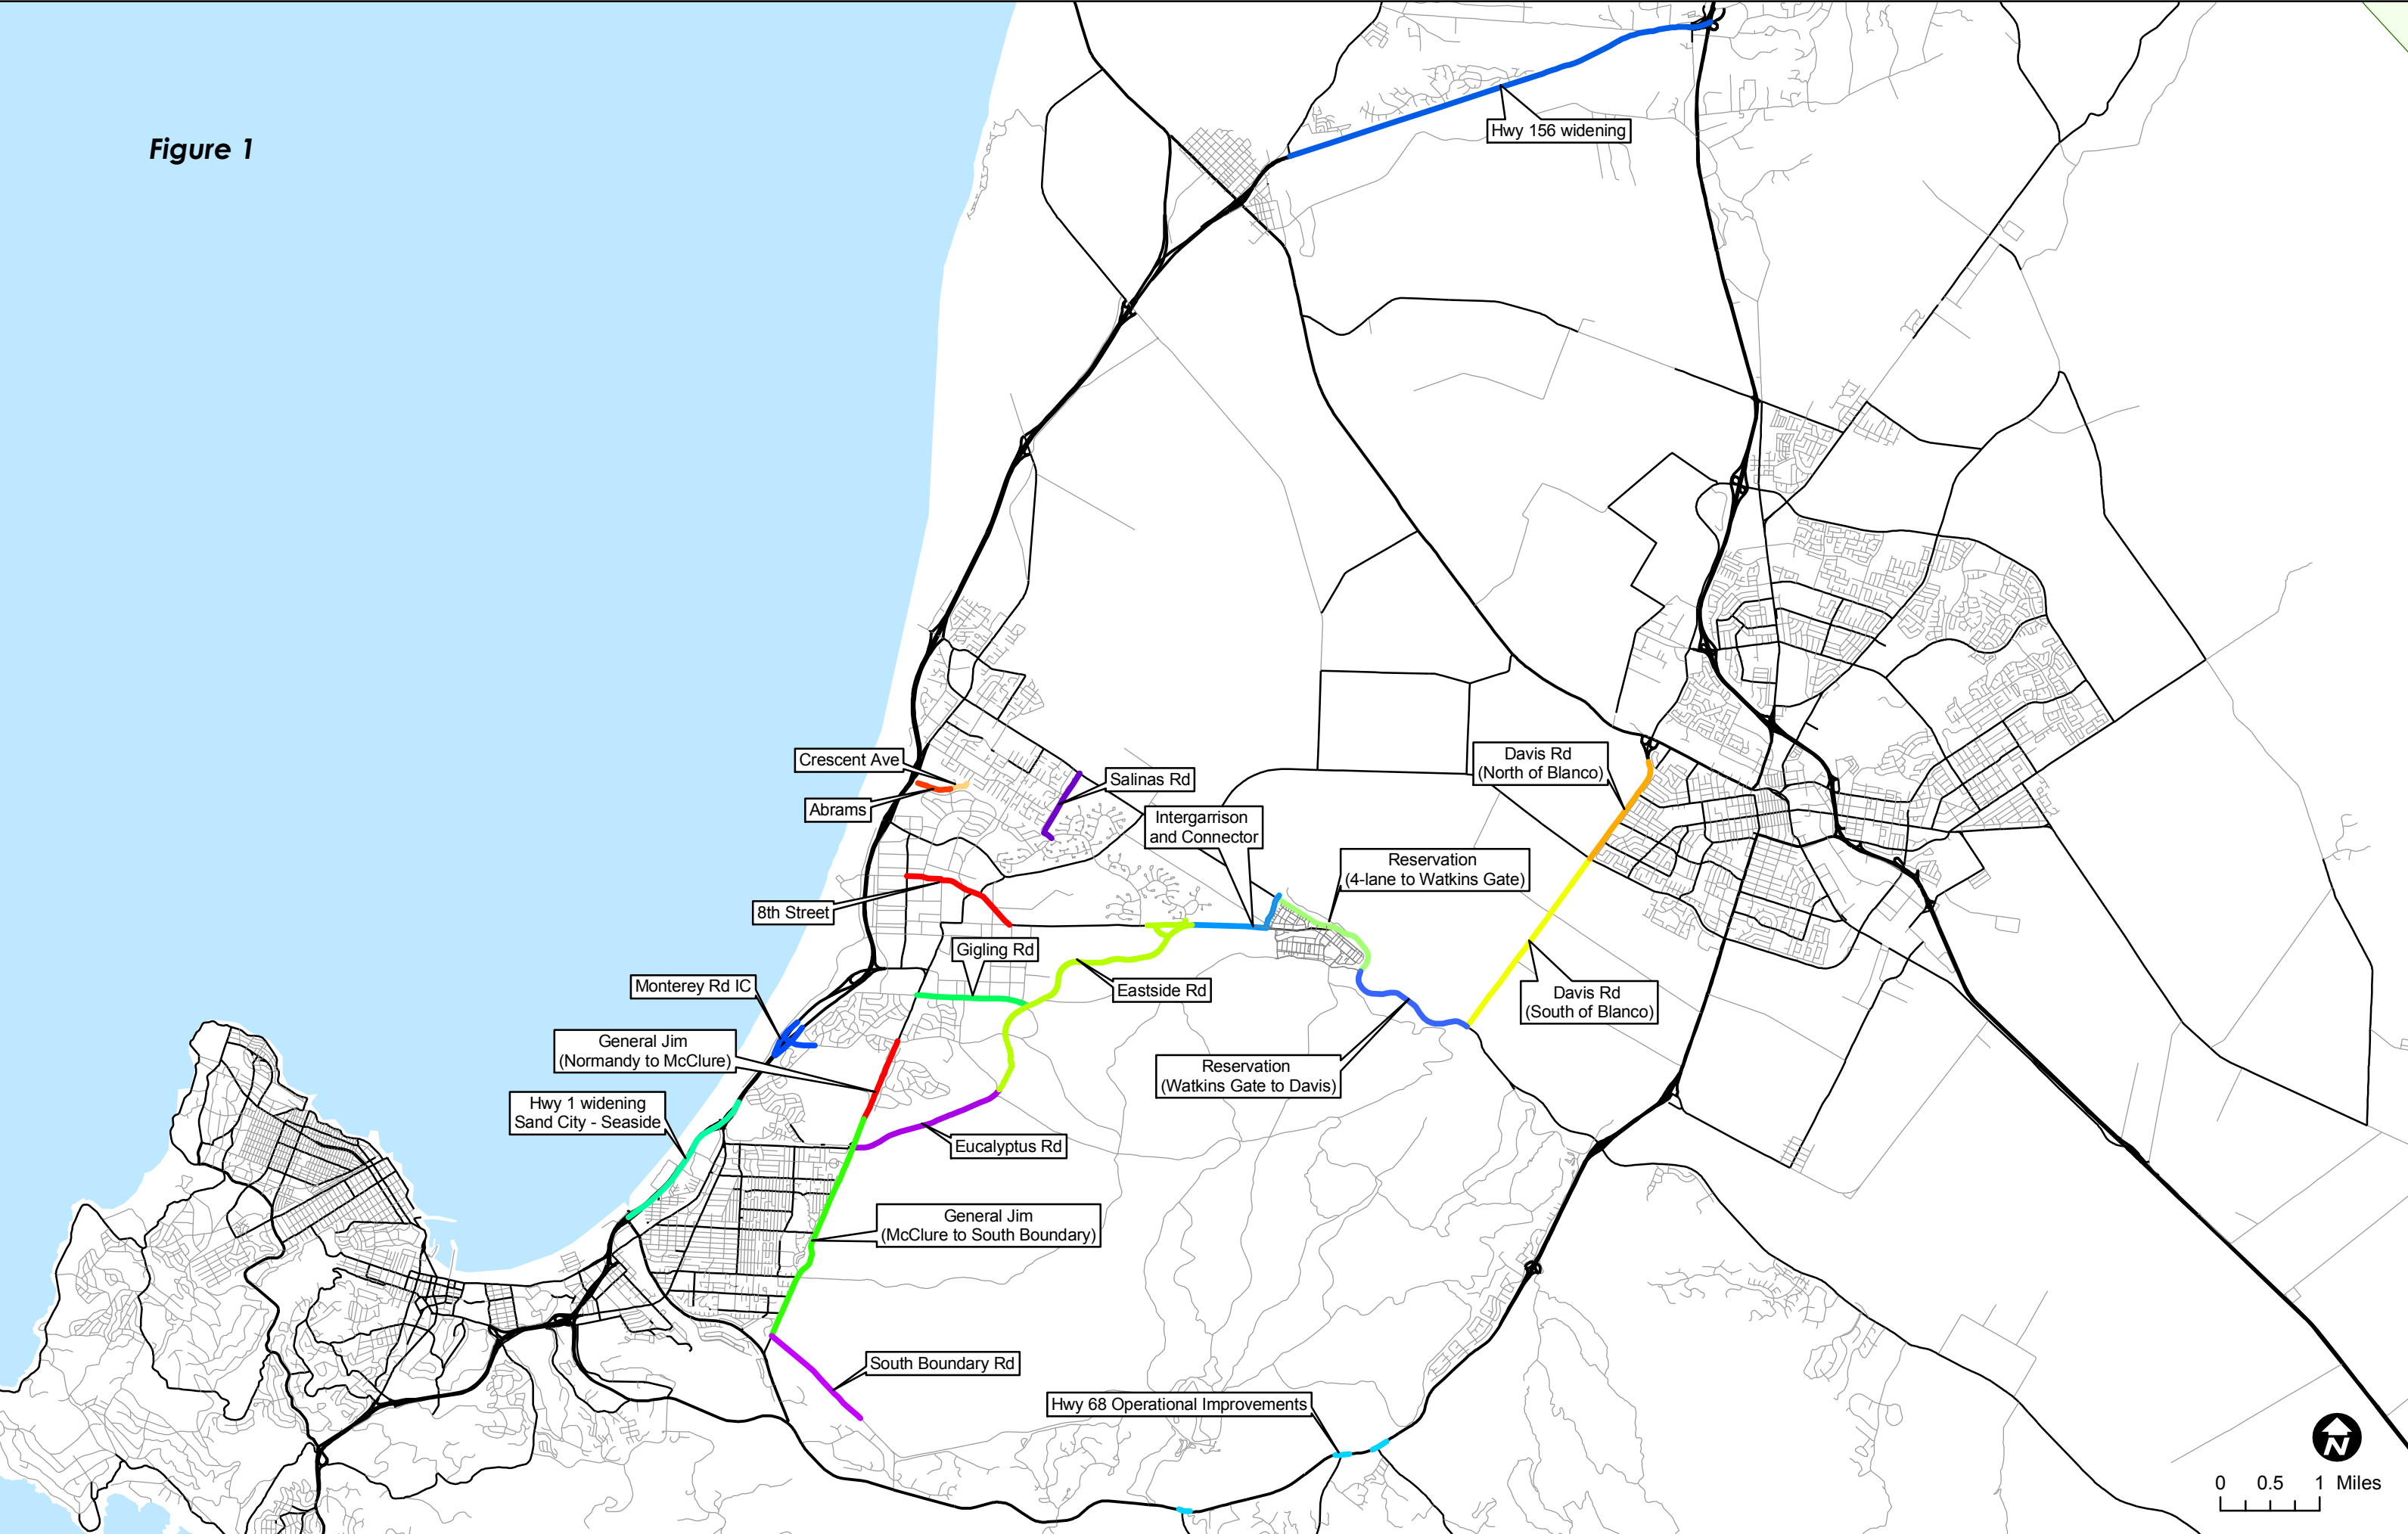 Figure 1
Hwy 156 widening
Crescent Ave
Abrams
Salinas Rd
Davis Rd
(North of Blanco)
Intergarrison
and Connector
Reservation
(4-lane to Watkins Gate)
8th Street
Gigling Rd
Monterey Rd IC
Eastside Rd
Davis Rd
(South of Blanco)
General Jim
(Normandy to McClure)
Reservation
(Watkins Gate to Davis)
Hwy 1 widening
Sand City - Seaside
Eucalyptus Rd
General Jim
(McClure to South Boundary)
South Boundary Rd
Hwy 68 Operational Improvements
N
0 0.5 1 Miles